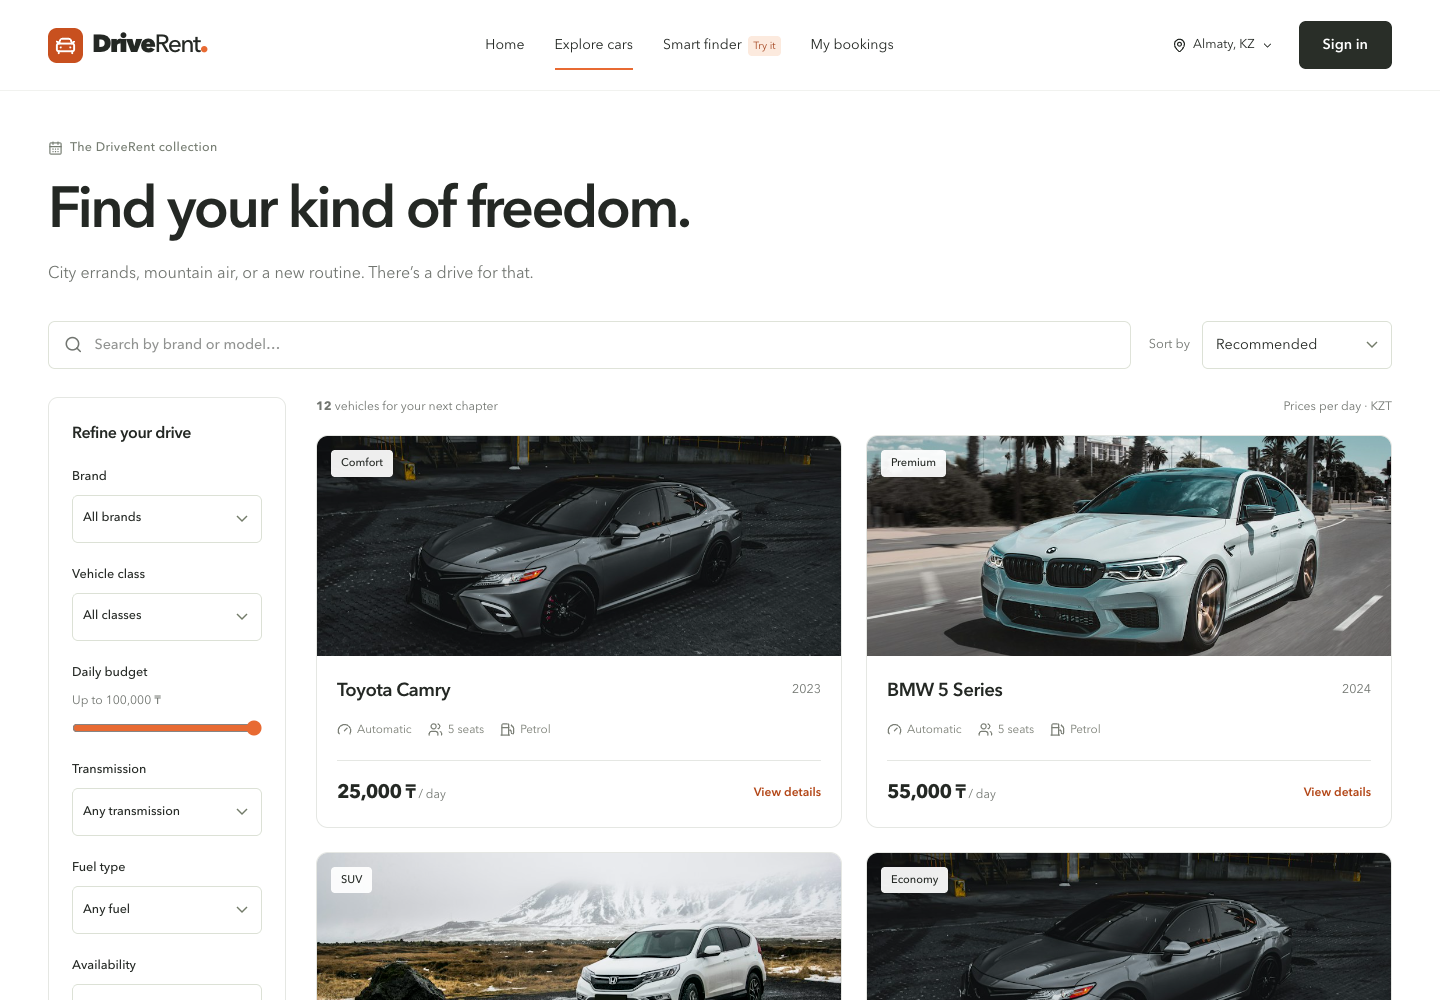 DriveRent.
Home
Explore cars
Smart finder Try it
My bookings
Almaty, KZ
Sign in
The DriveRent collection
Find your kind of freedom.
City errands, mountain air, or a new routine. There’s a drive for that.
Search by brand or model…
Sort by
Recommended
Refine your drive
Brand
All brands
Vehicle class
All classes
Daily budget
Up to 100,000 ₸
Transmission
Any transmission
Fuel type
Any fuel
Availability
12 vehicles for your next chapter
Prices per day · KZT
Comfort
Toyota Camry
2023
Automatic
5 seats
Petrol
25,000 ₸ / day
View details
Premium
BMW 5 Series
2024
Automatic
5 seats
Petrol
55,000 ₸ / day
View details
SUV
Economy